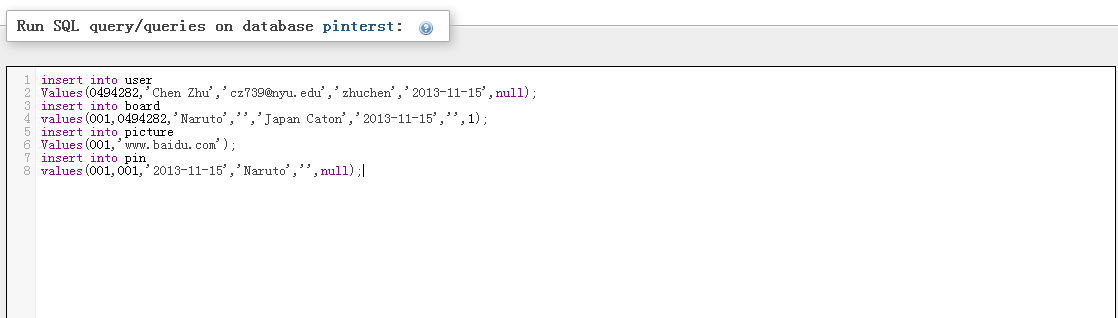 Run SQL query/queries on database pinterst:
1 insert into user
2 Values(0494282,'Chen Zhu','cz739@nyu.edu','zhuchen','2013-11-15',null);
3 insert into board
4 values(001,0494282,'Naruto','','Japan Caton','2013-11-15','',1);
5 insert into picture
6 Values(001,'www.baidu.com');
7 insert into pin
8 values(001,001,'2013-11-15','Naruto','',null);